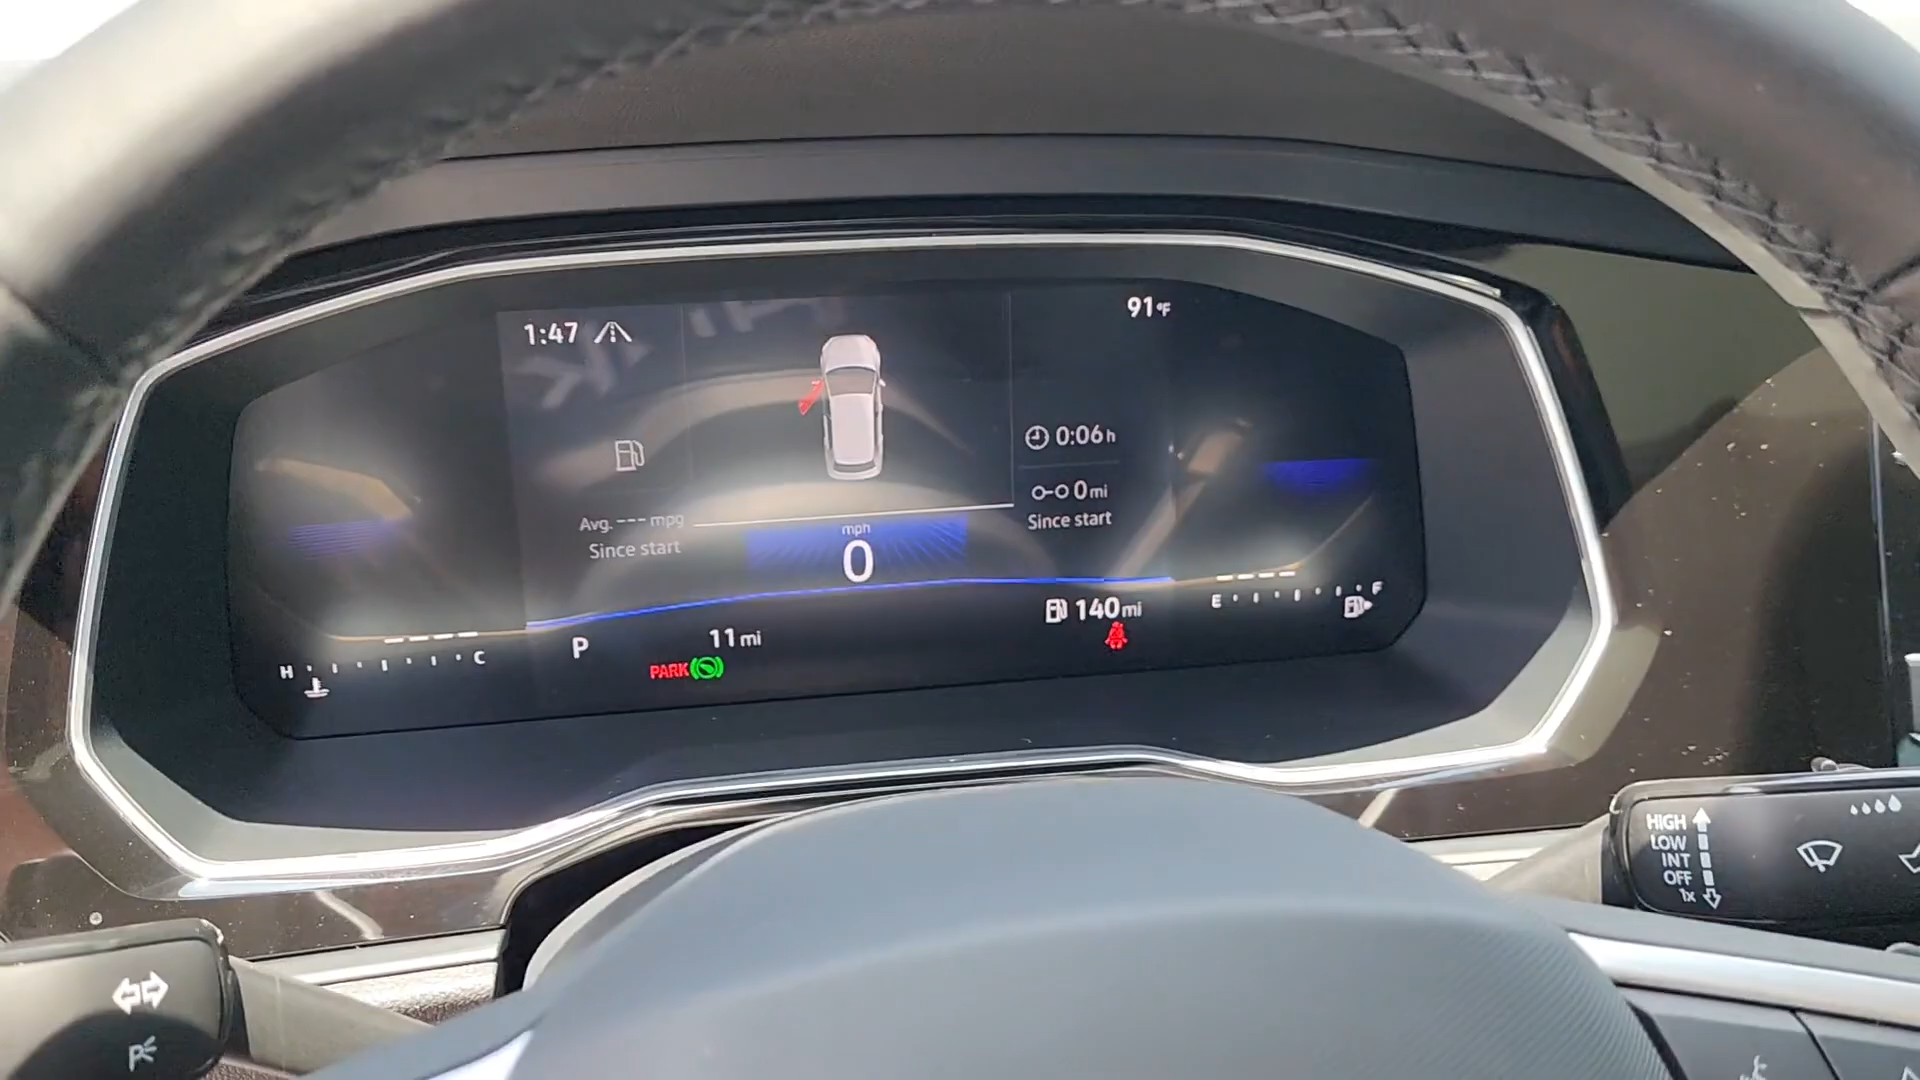 1:47
91°F
0:06 h
0 mi
Since start
Avg. --- mpg
Since start
mph
0
140 mi
E F
P
11 mi
H C
PARK
HIGH
LOW
INT
OFF
1x
P